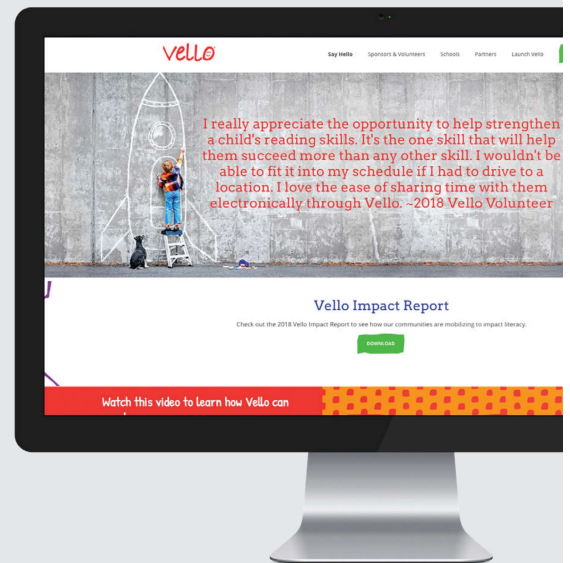 vello
Say Hello Sponsors & Volunteers Schools Partners Launch Vello
I really appreciate the opportunity to help strengthen
a child's reading skills. It's the one skill that will help
them succeed more than any other skill. I wouldn't be
able to fit it into my schedule if I had to drive to a
location. I love the ease of sharing time with them
electronically through Vello. ~2018 Vello Volunteer
Vello Impact Report
Check out the 2018 Vello Impact Report to see how our communities are mobilizing to impact literacy.
DOWNLOAD
Watch this video to learn how Vello can